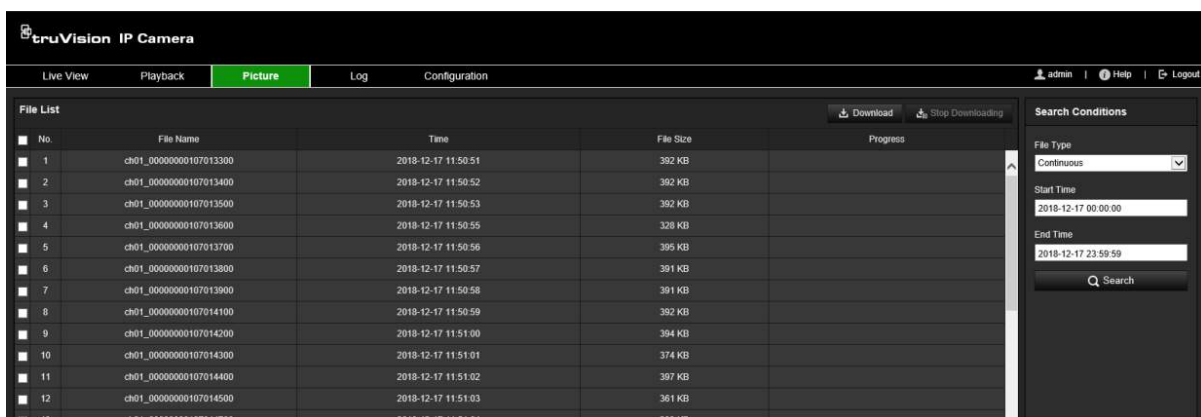 truVision IP Camera
Live View Playback Picture Log Configuration admin | Help | Logout
File List Download Stop Downloading Search Conditions
No. File Name Time File Size Progress
File Type
1 ch01_00000000107013300 2018-12-17 11:50:51 392 KB
Continuous
2 ch01_00000000107013400 2018-12-17 11:50:52 392 KB
Start Time
3 ch01_00000000107013500 2018-12-17 11:50:53 392 KB
2018-12-17 00:00:00
4 ch01_00000000107013600 2018-12-17 11:50:55 328 KB
End Time
5 ch01_00000000107013700 2018-12-17 11:50:56 395 KB
2018-12-17 23:59:59
6 ch01_00000000107013800 2018-12-17 11:50:57 391 KB
7 ch01_00000000107013900 2018-12-17 11:50:58 391 KB
Search
8 ch01_00000000107014100 2018-12-17 11:50:59 392 KB
9 ch01_00000000107014200 2018-12-17 11:51:00 394 KB
10 ch01_00000000107014300 2018-12-17 11:51:01 374 KB
11 ch01_00000000107014400 2018-12-17 11:51:02 397 KB
12 ch01_00000000107014500 2018-12-17 11:51:03 361 KB